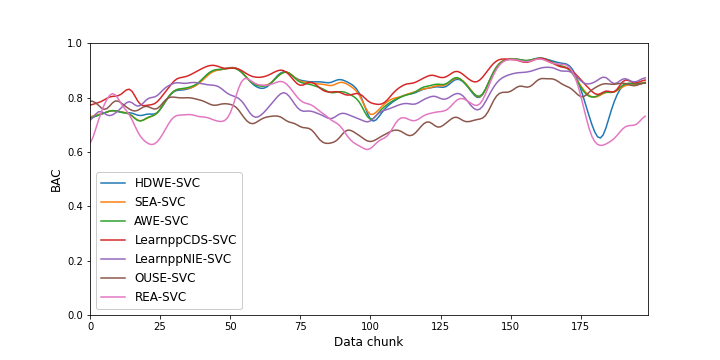 1.0
0.8
0.6
0.4
0.2
0.0
BAC
HDWE-SVC
SEA-SVC
AWE-SVC
LearnppCDS-SVC
LearnppNIE-SVC
OUSE-SVC
REA-SVC
0 25 50 75 100 125 150 175
Data chunk